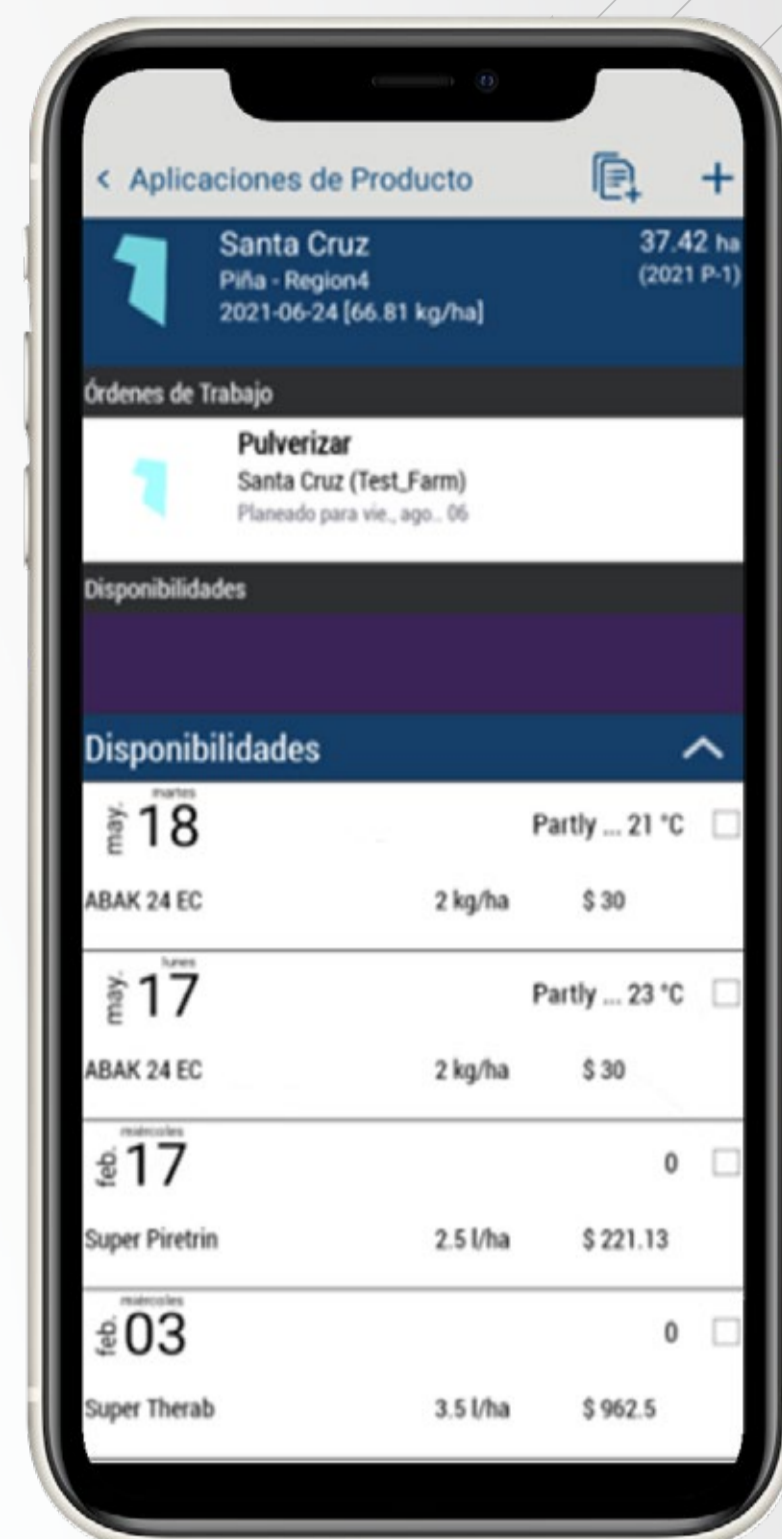 < Aplicaciones de Producto +
Santa Cruz 37.42 ha
Piña - Region4 (2021 P-1)
2021-06-24 [66.81 kg/ha]
Órdenes de Trabajo
Pulverizar
Santa Cruz (Test_Farm)
Planeado para vie., ago.. 06
Disponibilidades
Disponibilidades
martes
may. 18 Partly ... 21 °C
ABAK 24 EC 2 kg/ha $ 30
lunes
may. 17 Partly ... 23 °C
ABAK 24 EC 2 kg/ha $ 30
miércoles
feb. 17 0
Super Piretrin 2.5 l/ha $ 221.13
miércoles
feb. 03 0
Super Therab 3.5 l/ha $ 962.5